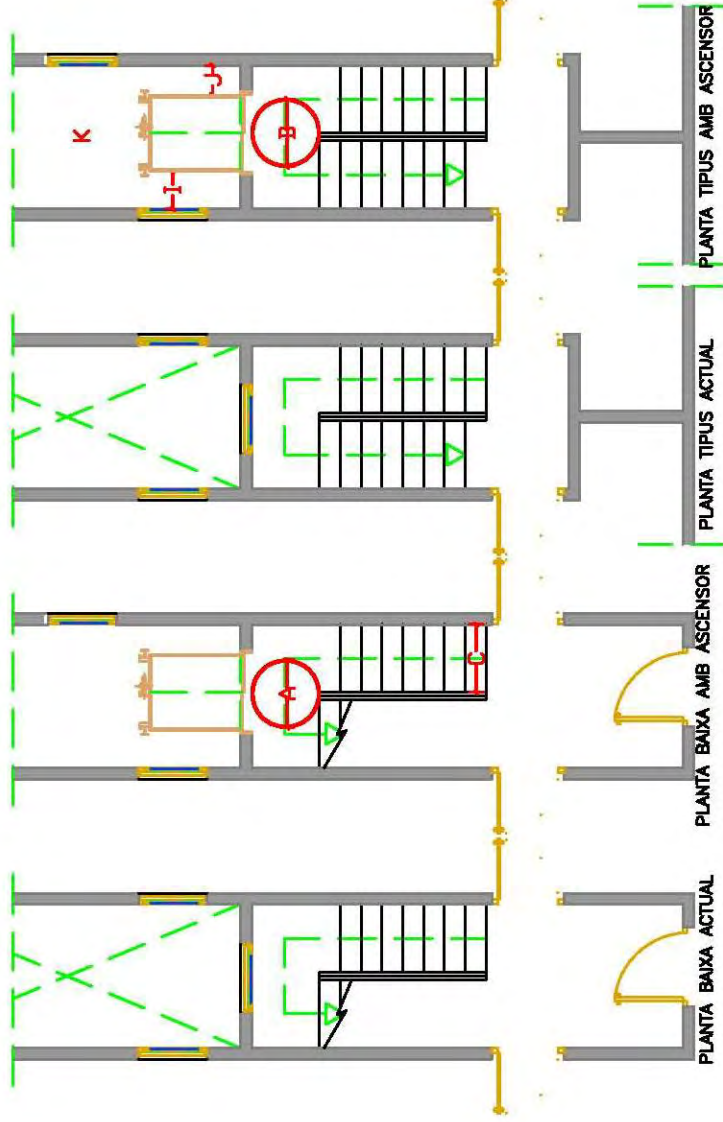 A
C
K
I
J
B
PLANTA BAIXA ACTUAL
PLANTA BAIXA AMB ASCENSOR
PLANTA TIPUS ACTUAL
PLANTA TIPUS AMB ASCENSOR